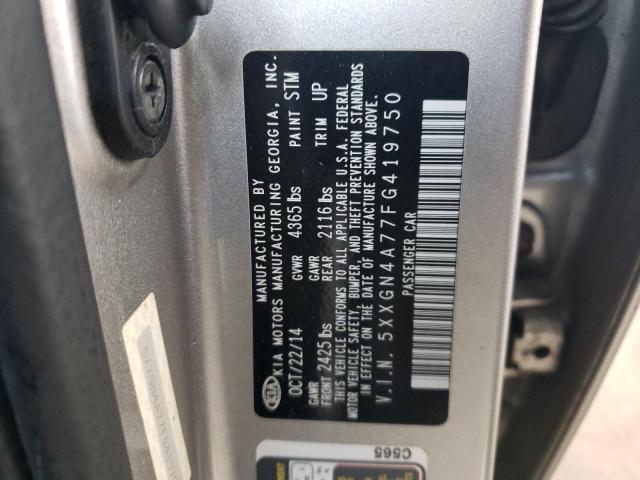 MANUFACTURED BY
KIA KIA MOTORS MANUFACTURING GEORGIA, INC.
OCT/22/14 GVWR 4365 lbs PAINT STM
GAWR FRONT 2425 lbs GAWR REAR 2116 lbs TRIM UP
THIS VEHICLE CONFORMS TO ALL APPLICABLE U.S.A. FEDERAL
MOTOR VEHICLE SAFETY, BUMPER, AND THEFT PREVENTION STANDARDS
IN EFFECT ON THE DATE OF MANUFACTURE SHOWN ABOVE.
V.I.N. 5XXGN4A77FG419750
PASSENGER CAR
C565